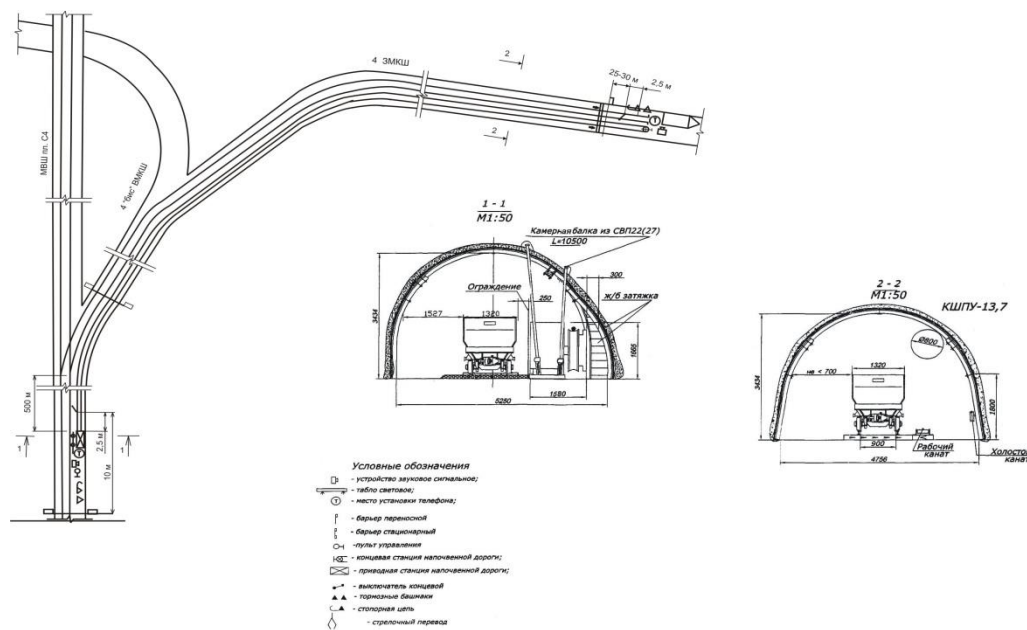 4 ЗМКШ
2
25-30 м
2,5 м
2
МВШ пл. С4
4 "бис" ВМКШ
500 м
2,5 м
10 м
1
1
1 - 1
М1:50
Камерная балка из СВП22(27)
L=10500
300
Ограждение
250
ж/б затяжка
1527
1320
3434
1665
1580
5250
2 - 2
М1:50
КШПУ-13,7
Ø800
1320
не < 700
3434
1800
900
Рабочий
канат
Холостой
канат
4756
Условные обозначения
- устройство звуковое сигнальное;
- табло световое;
Т - место установки телефона;
- барьер переносной
- барьер стационарный
-пульт управления
- концевая станция напочвенной дороги;
- приводная станция напочвенной дороги;
- выключатель концевой
- тормозные башмаки
- стопорная цепь
- стрелочный перевод